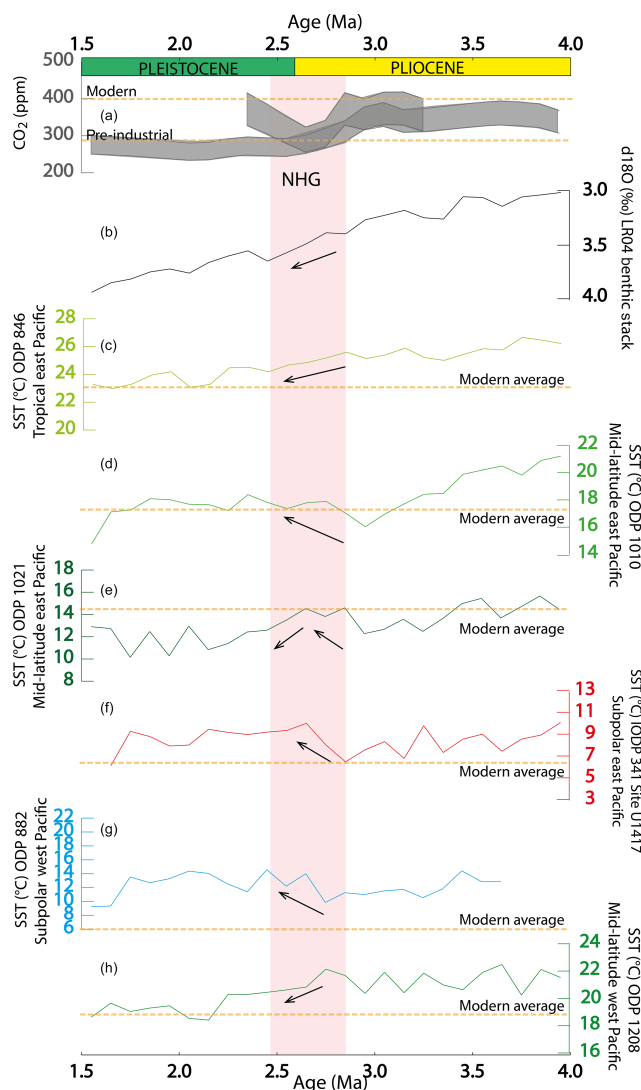 Age (Ma)
1.5 2.0 2.5 3.0 3.5 4.0
PLEISTOCENE PLIOCENE
500
400
300
200
CO2 (ppm)
Modern
(a)
Pre-industrial
NHG
3.0
3.5
4.0
d18O (‰) LR04 benthic stack
(b)
28
26
24
22
20
SST (°C) ODP 846
Tropical east Pacific
(c)
Modern average
22
20
18
16
14
SST (°C) ODP 1010
Mid-latitude east Pacific
(d)
Modern average
18
16
14
12
10
8
SST (°C) ODP 1021
Mid-latitude east Pacific
(e)
Modern average
13
11
9
7
5
3
SST (°C) IODP 341 Site U1417
Subpolar east Pacific
(f)
Modern average
22
20
18
16
14
12
10
8
6
SST (°C) ODP 882
Subpolar west Pacific
(g)
Modern average
24
22
20
18
16
SST (°C) ODP 1208
Mid-latitude west Pacific
(h)
Modern average
1.5 2.0 2.5 3.0 3.5 4.0
Age (Ma)